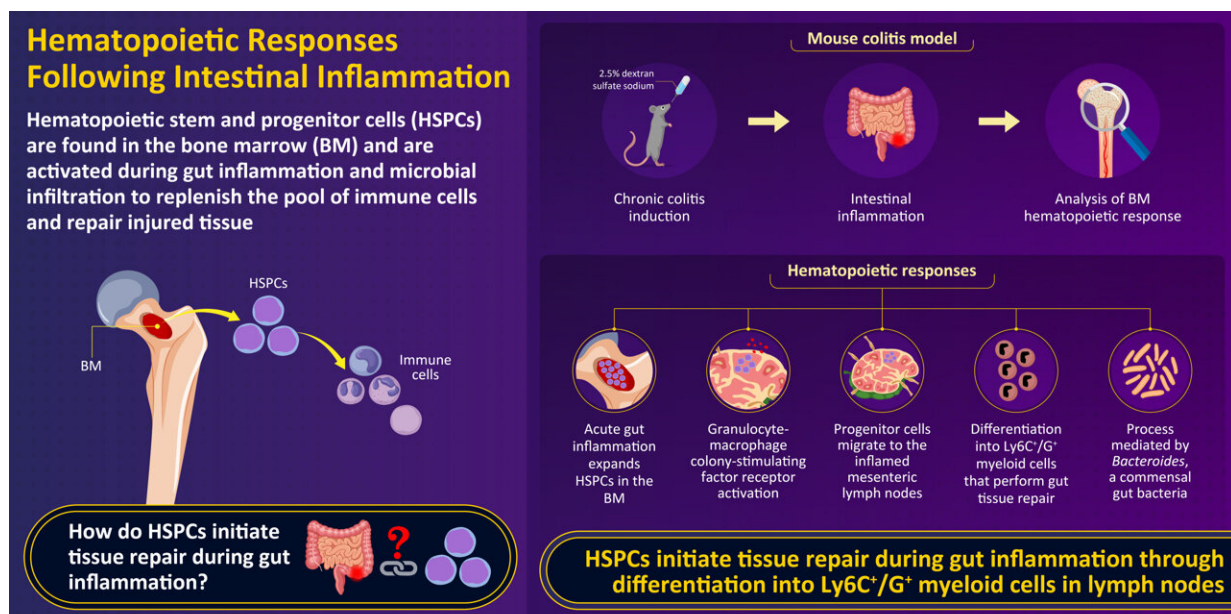 Hematopoietic Responses
Following Intestinal Inflammation
Hematopoietic stem and progenitor cells (HSPCs)
are found in the bone marrow (BM) and are
activated during gut inflammation and microbial
infiltration to replenish the pool of immune cells
and repair injured tissue
HSPCs
BM
Immune
cells
How do HSPCs initiate
tissue repair during gut
inflammation?
?
Mouse colitis model
2.5% dextran
sulfate sodium
Chronic colitis
induction
Intestinal
inflammation
Analysis of BM
hematopoietic response
Hematopoietic responses
Acute gut
inflammation
expands
HSPCs in the
BM
Granulocyte-
macrophage
colony-stimulating
factor receptor
activation
Progenitor cells
migrate to the
inflamed
mesenteric
lymph nodes
Differentiation
into Ly6C⁺/G⁺
myeloid cells
that perform gut
tissue repair
Process
mediated by
Bacteroides,
a commensal
gut bacteria
HSPCs initiate tissue repair during gut inflammation through
differentiation into Ly6C⁺/G⁺ myeloid cells in lymph nodes